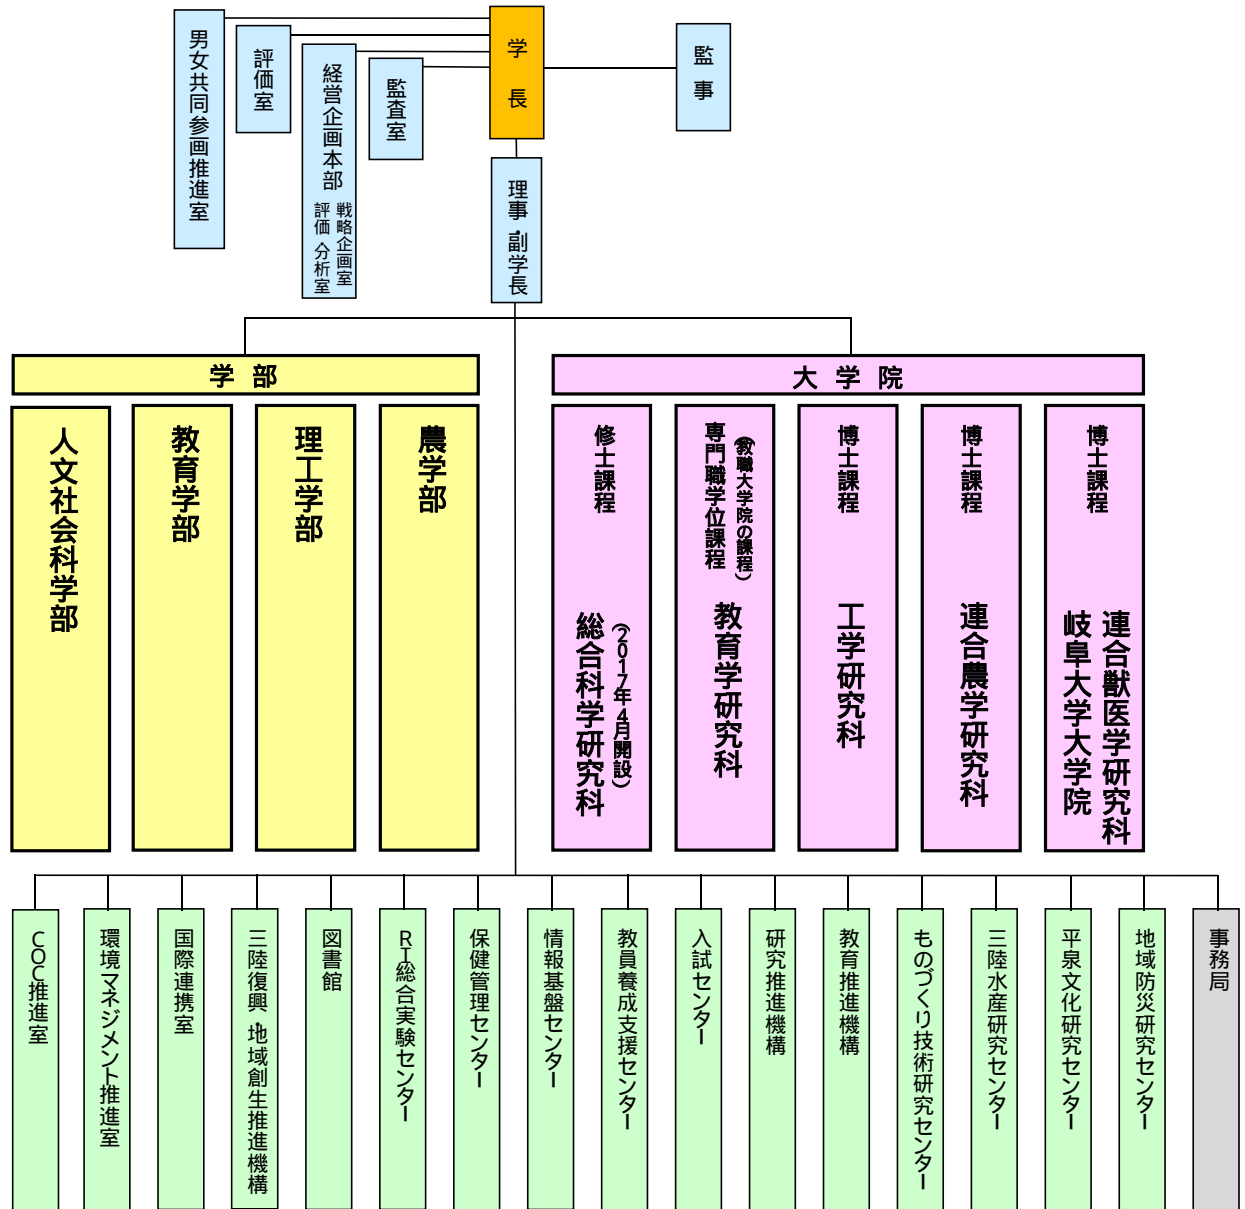 男女共同参画推進室
評価室
経営企画本部
戦略企画室
評価・分析室
監査室
学長
監事
理事・副学長
学部
大学院
人文社会科学部
教育学部
理工学部
農学部
修士課程
総合科学研究科
(2017年4月開設)
専門職学位課程
(教職大学院の課程)
教育学研究科
博士課程
工学研究科
博士課程
連合農学研究科
博士課程
岐阜大学大学院
連合獣医学研究科
COC推進室
環境マネジメント推進室
国際連携室
三陸復興・地域創生推進機構
図書館
RI総合実験センター
保健管理センター
情報基盤センター
教員養成支援センター
入試センター
研究推進機構
教育推進機構
ものづくり技術研究センター
三陸水産研究センター
平泉文化研究センター
地域防災研究センター
事務局